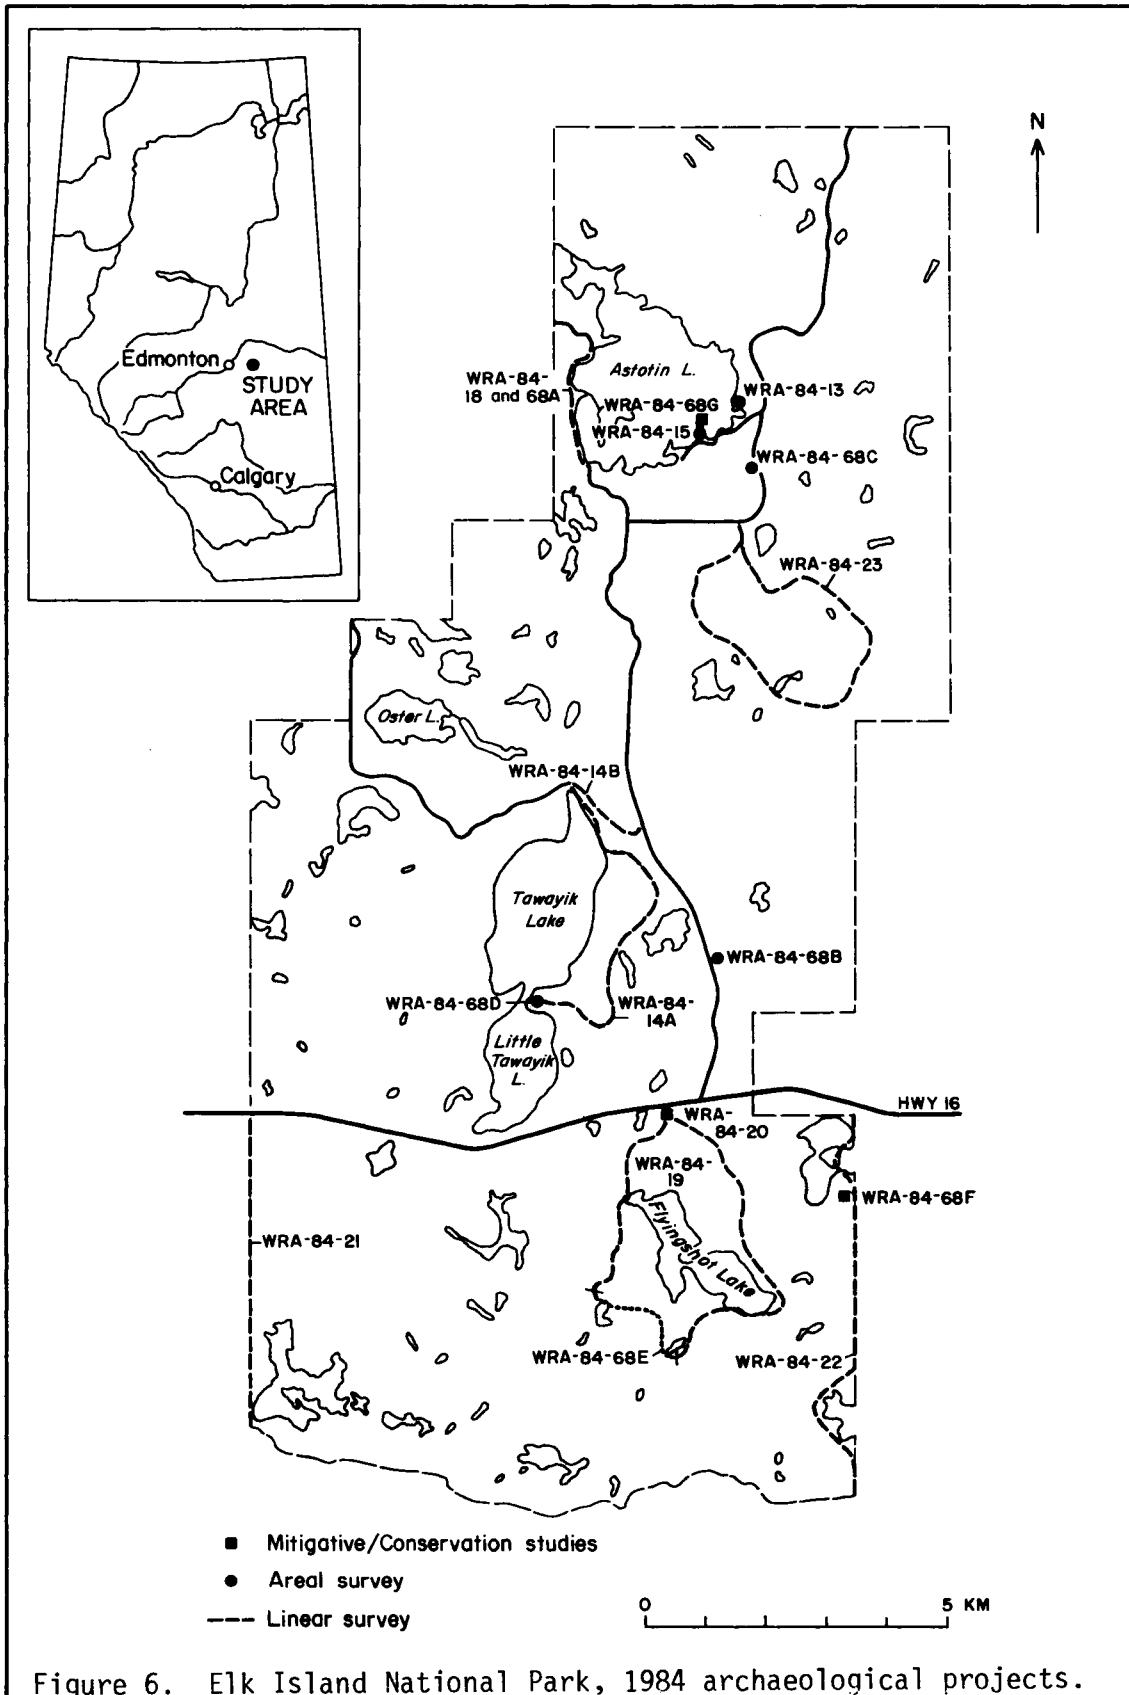 N
Edmonton
STUDY
AREA
Calgary
Astotin L.
WRA-84-
18 and 68A
WRA-84-13
WRA-84-68G
WRA-84-15
WRA-84-68C
WRA-84-23
Oster L.
WRA-84-14B
Tawayik
Lake
WRA-84-68B
WRA-84-68D
WRA-84-
14A
Little
Tawayik
L.
HWY 16
WRA-
84-20
WRA-84-
19
WRA-84-68F
Flyingshot Lake
WRA-84-21
WRA-84-68E
WRA-84-22
Mitigative/Conservation studies
Areal survey
Linear survey
0 5 KM
Figure 6. Elk Island National Park, 1984 archaeological projects.